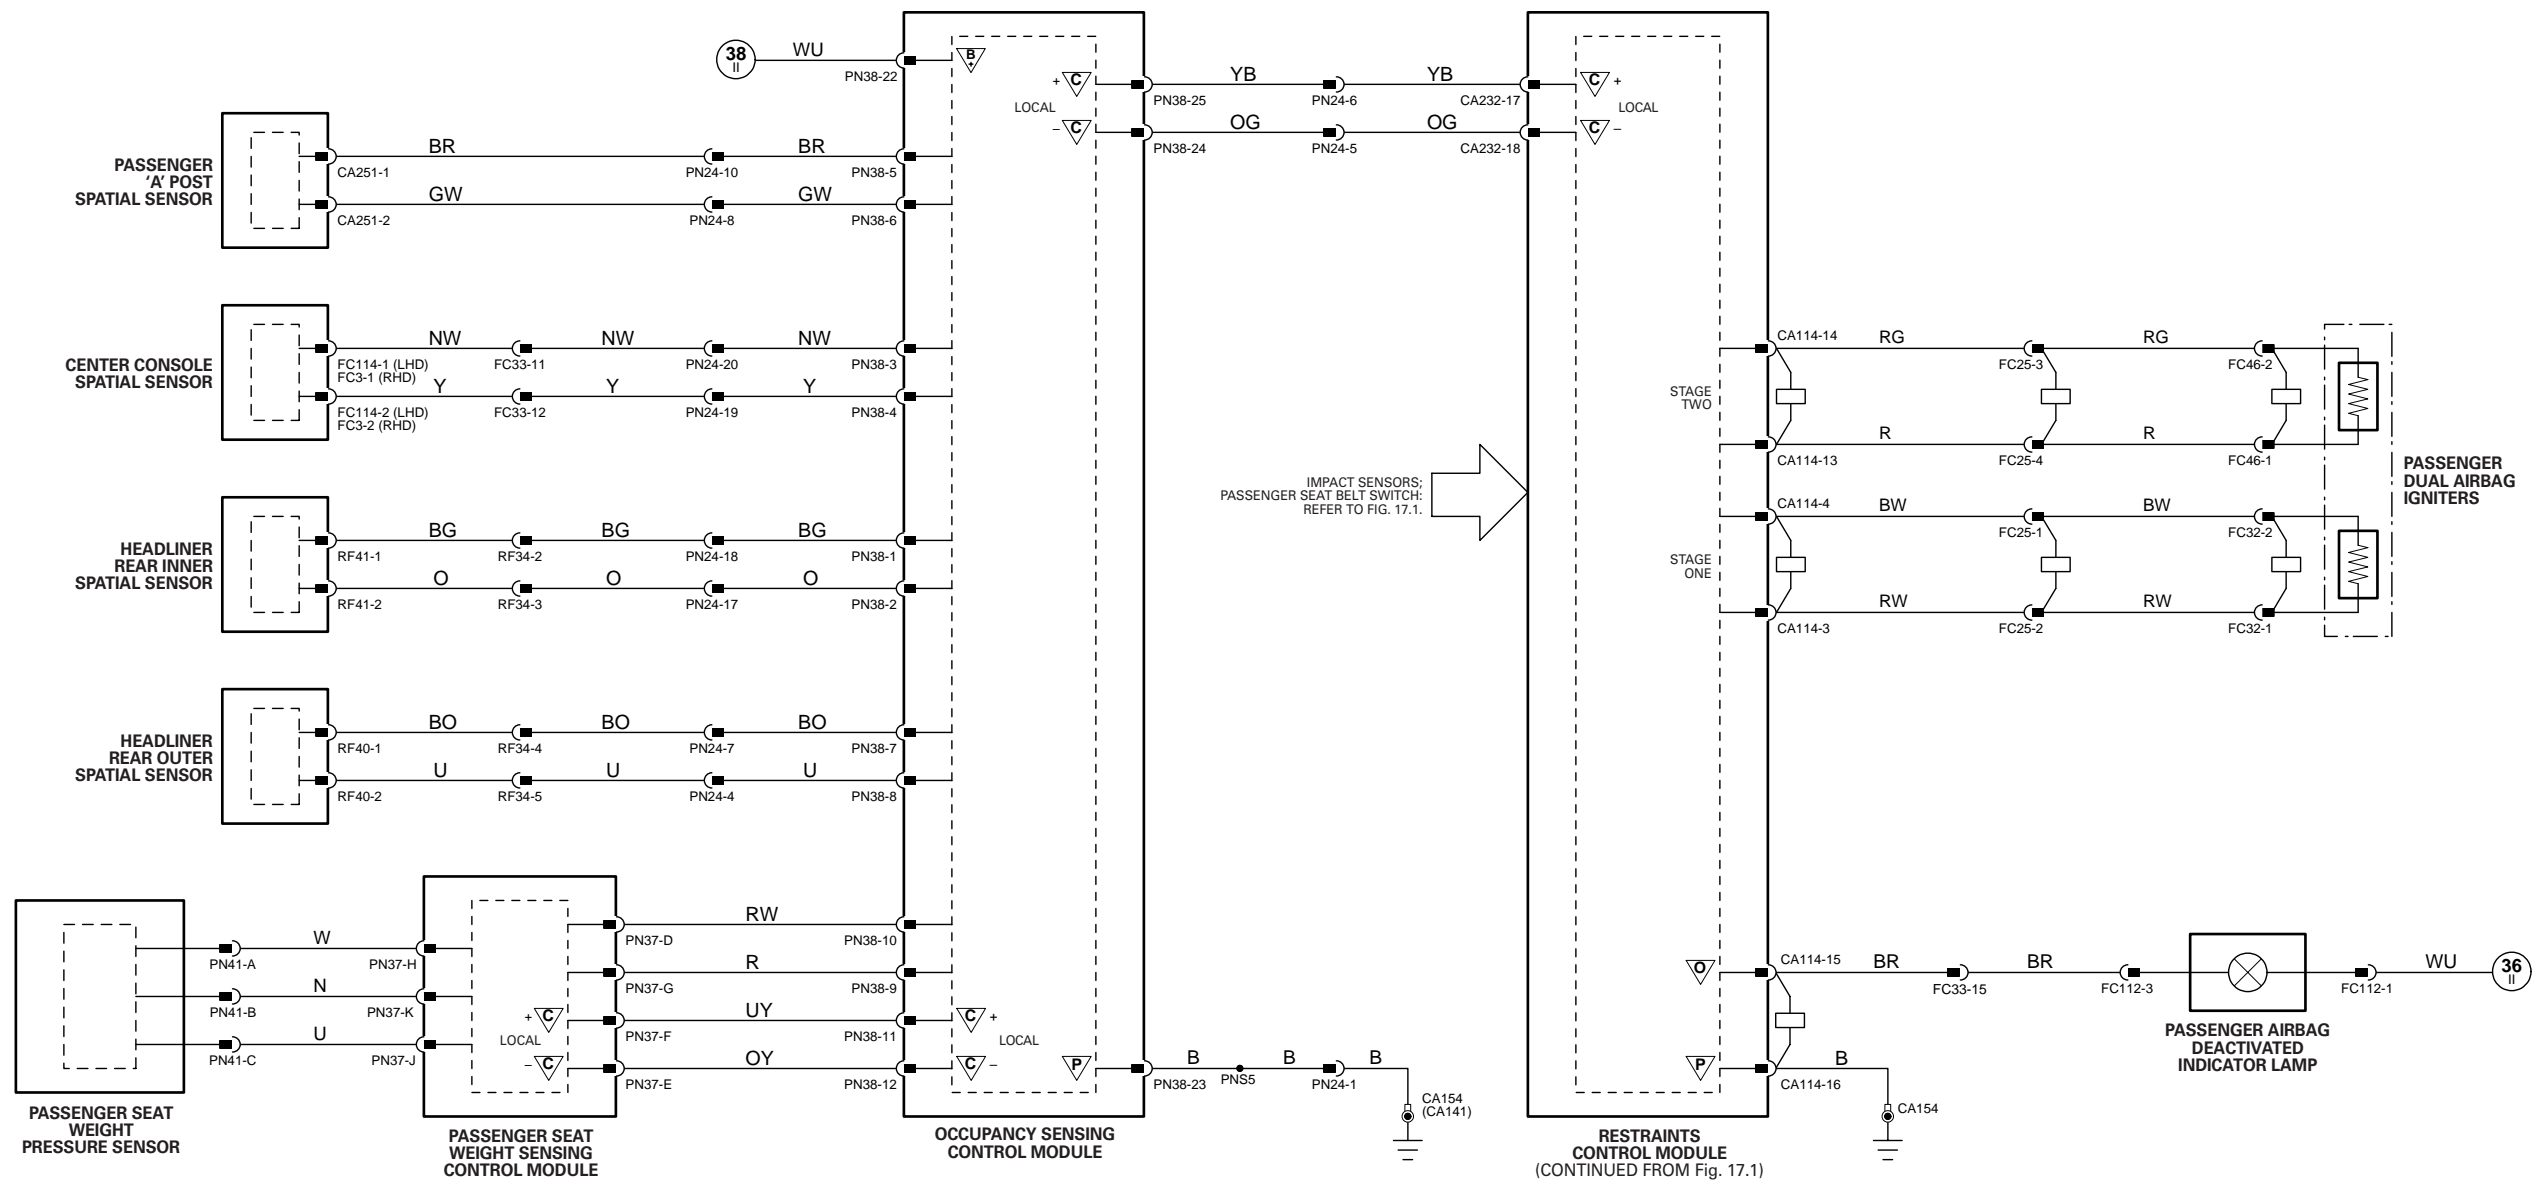 38
II
WU
PN38-22
B
+
+
C
LOCAL
–
C
PN38-25
YB
PN24-6
YB
CA232-17
PN38-24
OG
PN24-5
OG
CA232-18
C
+
LOCAL
C
–
PASSENGER
‘A’ POST
SPATIAL SENSOR
CA251-1
BR
PN24-10
BR
PN38-5
CA251-2
GW
PN24-8
GW
PN38-6
CENTER CONSOLE
SPATIAL SENSOR
FC114-1 (LHD)
FC3-1 (RHD)
NW
FC33-11
NW
PN24-20
NW
PN38-3
FC114-2 (LHD)
FC3-2 (RHD)
Y
FC33-12
Y
PN24-19
Y
PN38-4
HEADLINER
REAR INNER
SPATIAL SENSOR
RF41-1
BG
RF34-2
BG
PN24-18
BG
PN38-1
RF41-2
O
RF34-3
O
PN24-17
O
PN38-2
HEADLINER
REAR OUTER
SPATIAL SENSOR
RF40-1
BO
RF34-4
BO
PN24-7
BO
PN38-7
RF40-2
U
RF34-5
U
PN24-4
U
PN38-8
PASSENGER SEAT
WEIGHT
PRESSURE SENSOR
PN41-A
W
PN37-H
PN41-B
N
PN37-K
PN41-C
U
PN37-J
+
C
LOCAL
–
C
PASSENGER SEAT
WEIGHT SENSING
CONTROL MODULE
PN37-D
RW
PN38-10
PN37-G
R
PN38-9
PN37-F
UY
PN38-11
PN37-E
OY
PN38-12
C
+
LOCAL
C
–
P
OCCUPANCY SENSING
CONTROL MODULE
PN38-23
B
PNS5
B
PN24-1
B
CA154
(CA141)
IMPACT SENSORS;
PASSENGER SEAT BELT SWITCH:
REFER TO FIG. 17.1.
STAGE
TWO
CA114-14
RG
FC25-3
RG
FC46-2
CA114-13
R
FC25-4
R
FC46-1
STAGE
ONE
CA114-4
BW
FC25-1
BW
FC32-2
CA114-3
RW
FC25-2
RW
FC32-1
PASSENGER
DUAL AIRBAG
IGNITERS
O
CA114-15
BR
FC33-15
BR
FC112-3
FC112-1
WU
36
II
PASSENGER AIRBAG
DEACTIVATED
INDICATOR LAMP
P
CA114-16
B
CA154
RESTRAINTS
CONTROL MODULE
(CONTINUED FROM Fig. 17.1)